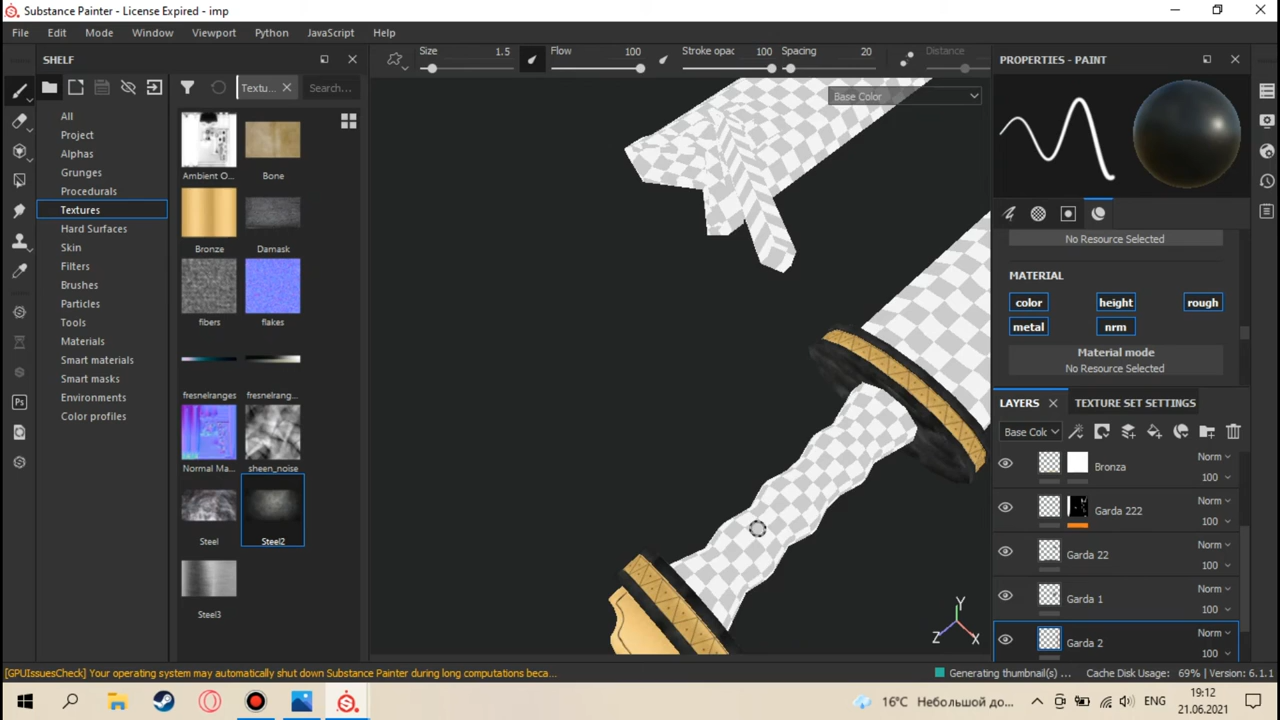 Substance Painter - License Expired - imp
File Edit Mode Window Viewport Python JavaScript Help
SHELF
Size 1.5 Flow 100 Stroke opac 100 Spacing 20 Distance
Textu... Search...
All
Project
Alphas
Grunges
Procedurals
Textures
Hard Surfaces
Skin
Filters
Brushes
Particles
Tools
Materials
Smart materials
Smart masks
Environments
Color profiles
Ambient O... Bone
Bronze Damask
fibers flakes
fresnelranges fresnelrang...
Normal Ma... sheen_noise
Steel Steel2
Steel3
Base Color
Y
Z X
PROPERTIES - PAINT
No Resource Selected
MATERIAL
color height rough
metal nrm
Material mode
No Resource Selected
LAYERS TEXTURE SET SETTINGS
Base Cok
Bronza Norm 100
Garda 222 Norm 100
Garda 22 Norm 100
Garda 1 Norm 100
Garda 2 Norm 100
Ps
[GPUIssuesCheck] Your operating system may automatically shut down Substance Painter during long computations beca...
Generating thumbnail(s) ... Cache Disk Usage: 69% | Version: 6.1.1
16°C Небольшой до... ENG 19:12
21.06.2021